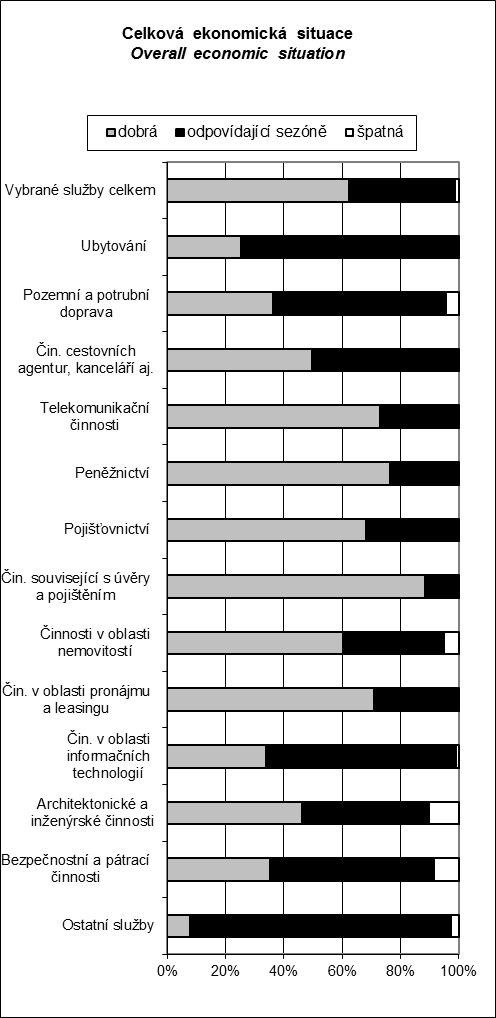 Celková ekonomická situace
Overall economic situation
dobrá odpovídající sezóně špatná
Vybrané služby celkem
Ubytování
Pozemní a potrubní
doprava
Čin. cestovních
agentur, kanceláří aj.
Telekomunikační
činnosti
Peněžnictví
Pojišťovnictví
Čin. související s úvěry
a pojištěním
Činnosti v oblasti
nemovitostí
Čin. v oblasti pronájmu
a leasingu
Čin. v oblasti
informačních
technologií
Architektonické a
inženýrské činnosti
Bezpečnostní a pátrací
činnosti
Ostatní služby
0% 20% 40% 60% 80% 100%